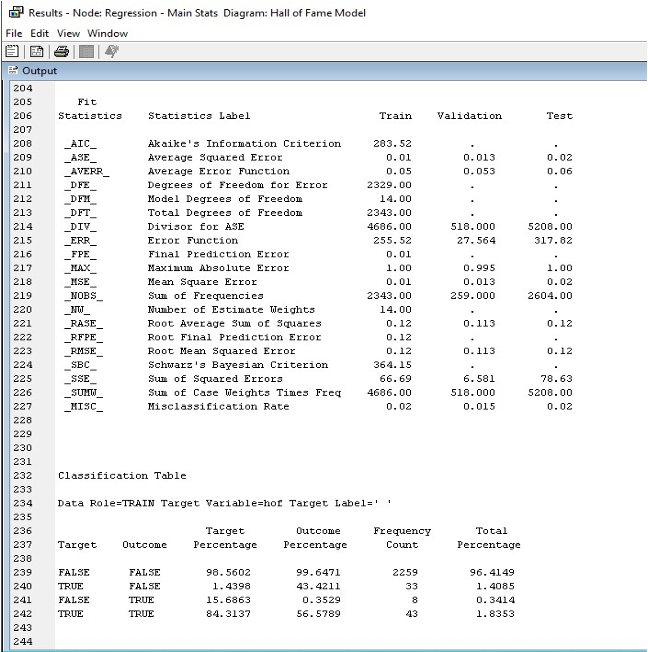 Results - Node: Regression - Main Stats Diagram: Hall of Fame Model
File Edit View Window
Output
204
205 Fit
206 Statistics Statistics Label Train Validation Test
207
208 _AIC_ Akaike's Information Criterion 283.52 . .
209 _ASE_ Average Squared Error 0.01 0.013 0.02
210 _AVERR_ Average Error Function 0.05 0.053 0.06
211 _DFE_ Degrees of Freedom for Error 2329.00 . .
212 _DFM_ Model Degrees of Freedom 14.00 . .
213 _DFT_ Total Degrees of Freedom 2343.00 . .
214 _DIV_ Divisor for ASE 4686.00 518.000 5208.00
215 _ERR_ Error Function 255.52 27.564 317.82
216 _FPE_ Final Prediction Error 0.01 . .
217 _MAX_ Maximum Absolute Error 1.00 0.995 1.00
218 _MSE_ Mean Square Error 0.01 0.013 0.02
219 _NOBS_ Sum of Frequencies 2343.00 259.000 2604.00
220 _NW_ Number of Estimate Weights 14.00 . .
221 _RASE_ Root Average Sum of Squares 0.12 0.113 0.12
222 _RFPE_ Root Final Prediction Error 0.12 . .
223 _RMSE_ Root Mean Squared Error 0.12 0.113 0.12
224 _SBC_ Schwarz's Bayesian Criterion 364.15 . .
225 _SSE_ Sum of Squared Errors 66.69 6.581 78.63
226 _SUMW_ Sum of Case Weights Times Freq 4686.00 518.000 5208.00
227 _MISC_ Misclassification Rate 0.02 0.015 0.02
228
229
230
231
232 Classification Table
233
234 Data Role=TRAIN Target Variable=hof Target Label=' '
235
236 Target Outcome Frequency Total
237 Target Outcome Percentage Percentage Count Percentage
238
239 FALSE FALSE 98.5602 99.6471 2259 96.4149
240 TRUE FALSE 1.4398 43.4211 33 1.4085
241 FALSE TRUE 15.6863 0.3529 8 0.3414
242 TRUE TRUE 84.3137 56.5789 43 1.8353
243
244